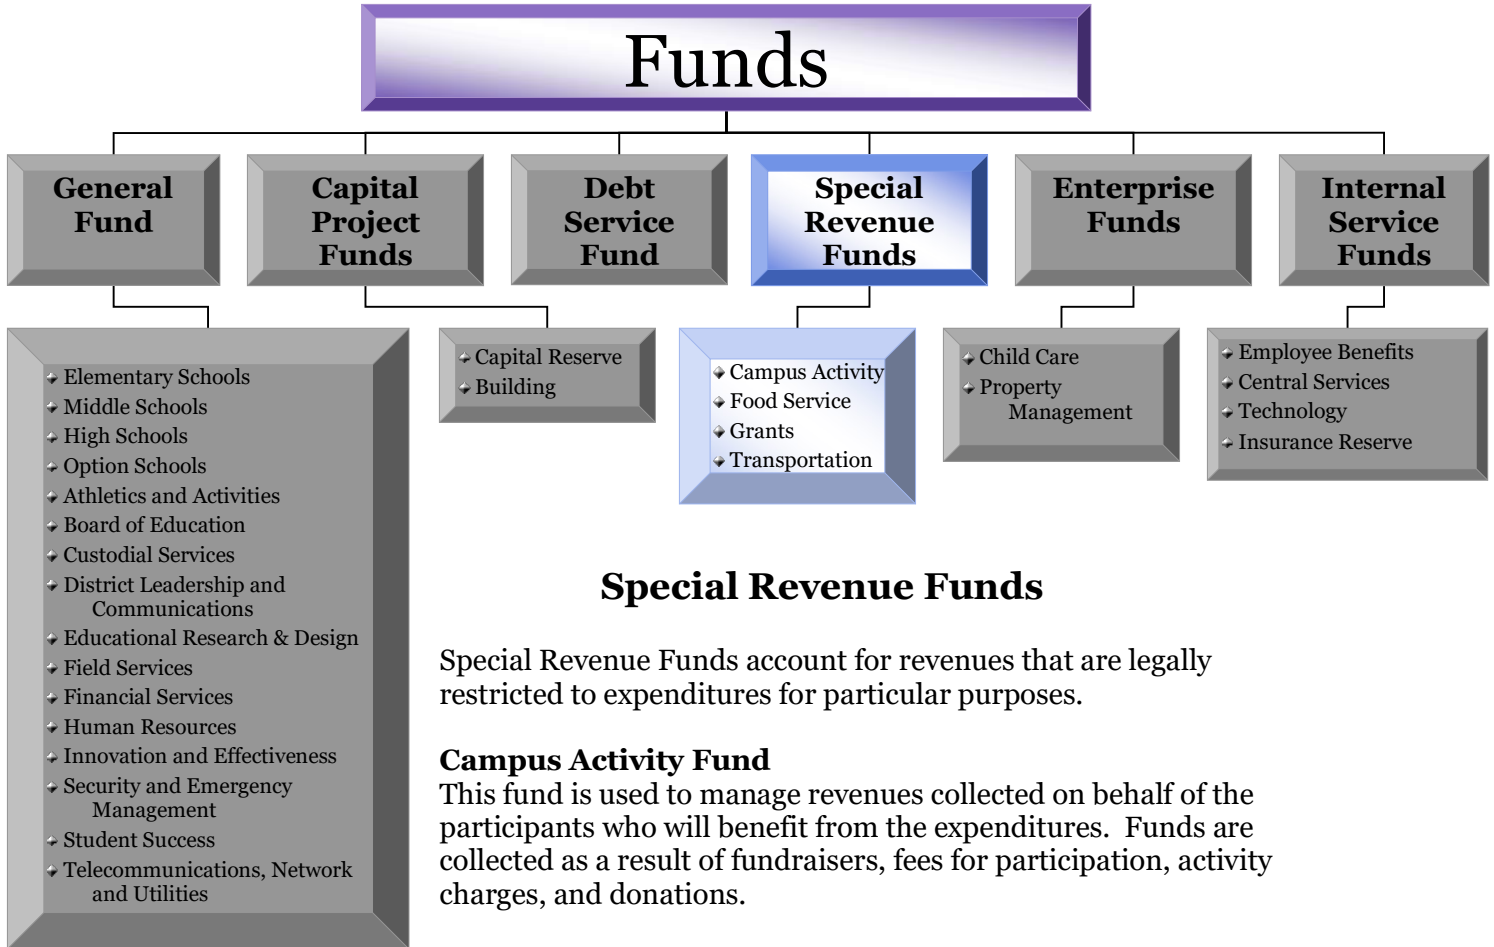 Funds
General
Fund
Capital
Project
Funds
Debt
Service
Fund
Special
Revenue
Funds
Enterprise
Funds
Internal
Service
Funds
Elementary Schools
Middle Schools
High Schools
Option Schools
Athletics and Activities
Board of Education
Custodial Services
District Leadership and
Communications
Educational Research & Design
Field Services
Financial Services
Human Resources
Innovation and Effectiveness
Security and Emergency
Management
Student Success
Telecommunications, Network
and Utilities
Capital Reserve
Building
Campus Activity
Food Service
Grants
Transportation
Child Care
Property
Management
Employee Benefits
Central Services
Technology
Insurance Reserve
Special Revenue Funds
Special Revenue Funds account for revenues that are legally
restricted to expenditures for particular purposes.
Campus Activity Fund
This fund is used to manage revenues collected on behalf of the
participants who will benefit from the expenditures.  Funds are
collected as a result of fundraisers, fees for participation, activity
charges, and donations.